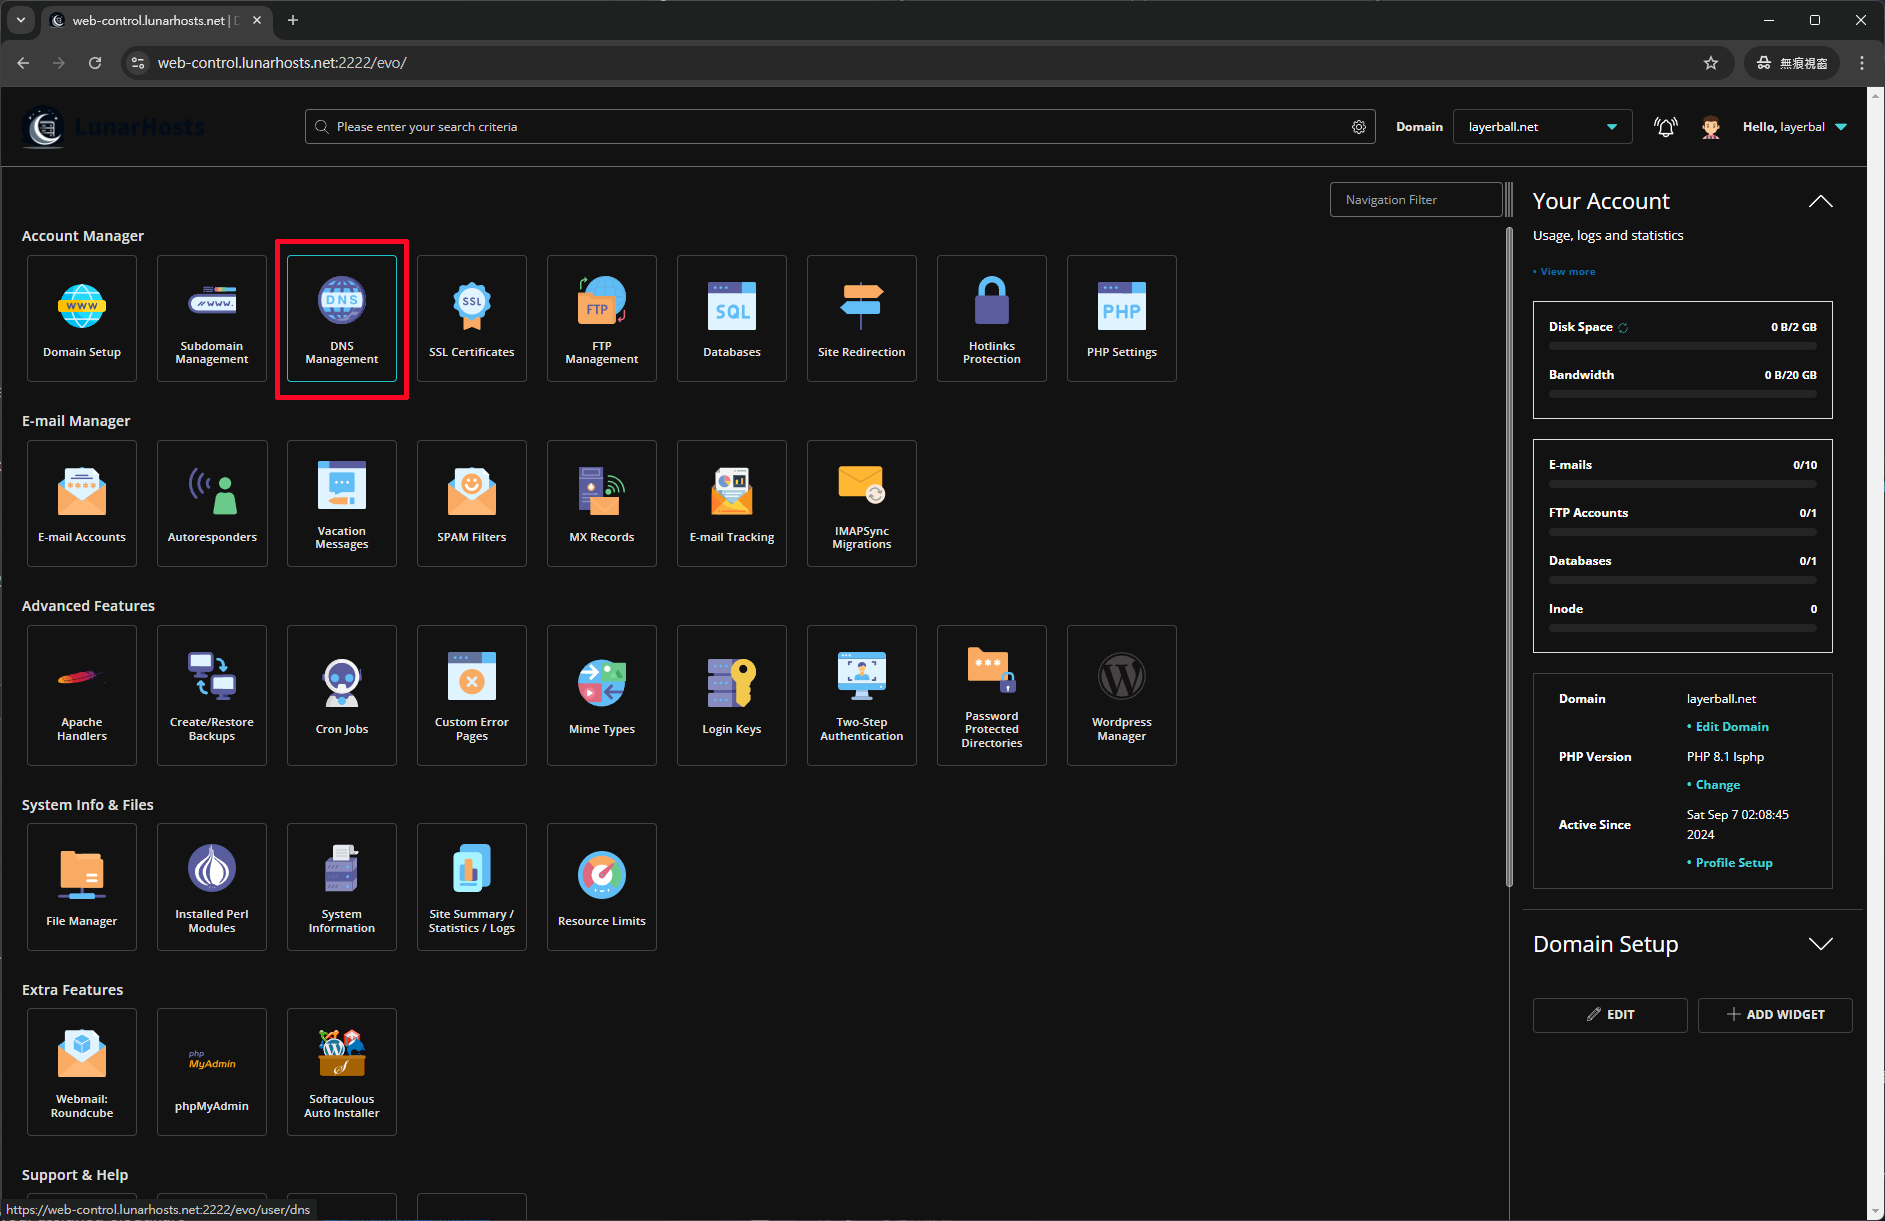 web-control.lunarhosts.net |
web-control.lunarhosts.net:2222/evo/
無痕視窗
LunarHosts
Please enter your search criteria
Domain
layerball.net
Hello, layerbal
Navigation Filter
Account Manager
WWW
Domain Setup
//WWW.
Subdomain
Management
DNS
DNS
Management
SSL
SSL Certificates
FTP
FTP
Management
SQL
Databases
Site Redirection
Hotlinks
Protection
PHP
PHP Settings
E-mail Manager
E-mail Accounts
Autoresponders
Vacation
Messages
SPAM Filters
MX Records
E-mail Tracking
IMAPSync
Migrations
Advanced Features
Apache
Handlers
Create/Restore
Backups
Cron Jobs
Custom Error
Pages
Mime Types
Login Keys
Two-Step
Authentication
Password
Protected
Directories
Wordpress
Manager
System Info & Files
File Manager
Installed Perl
Modules
System
Information
Site Summary /
Statistics / Logs
Resource Limits
Extra Features
Webmail:
Roundcube
php
MyAdmin
phpMyAdmin
Softaculous
Auto Installer
Support & Help
https://web-control.lunarhosts.net:2222/evo/user/dns
Your Account
Usage, logs and statistics
• View more
Disk Space 0 B/2 GB
Bandwidth 0 B/20 GB
E-mails 0/10
FTP Accounts 0/1
Databases 0/1
Inode 0
Domain layerball.net
• Edit Domain
PHP Version PHP 8.1 lsphp
• Change
Active Since Sat Sep 7 02:08:45
2024
• Profile Setup
Domain Setup
EDIT
ADD WIDGET